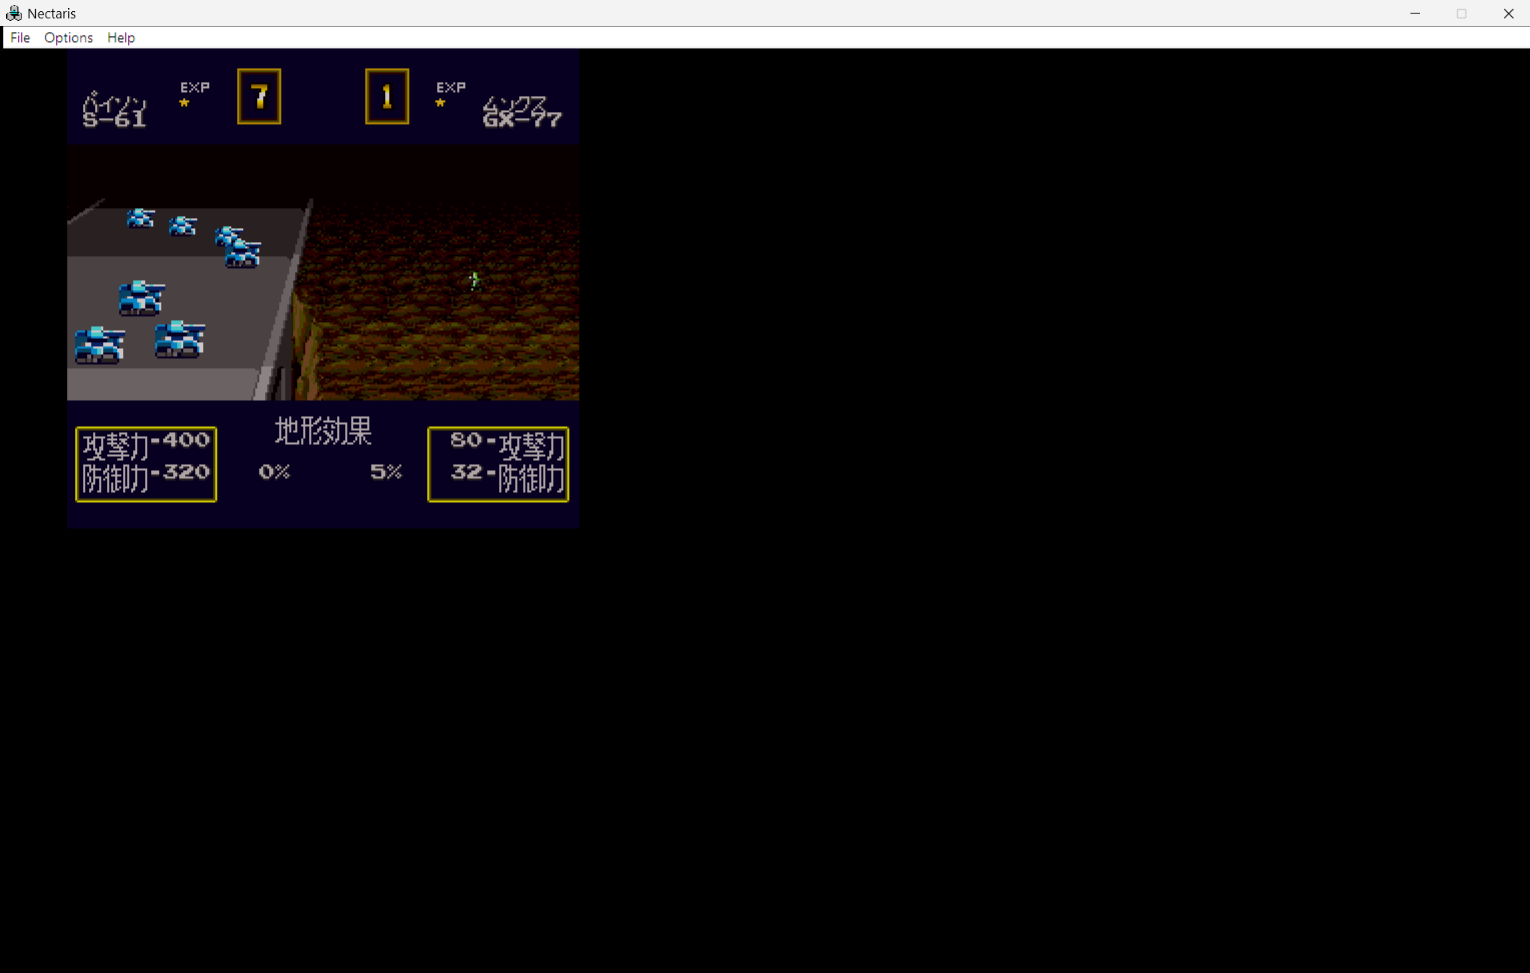 Nectaris
File Options Help
バイソン EXP 7 1 EXP ムンクス
S-61 GX-77
地形効果
攻撃力-400 80-攻撃力
防御力-320 0% 5% 32-防御力